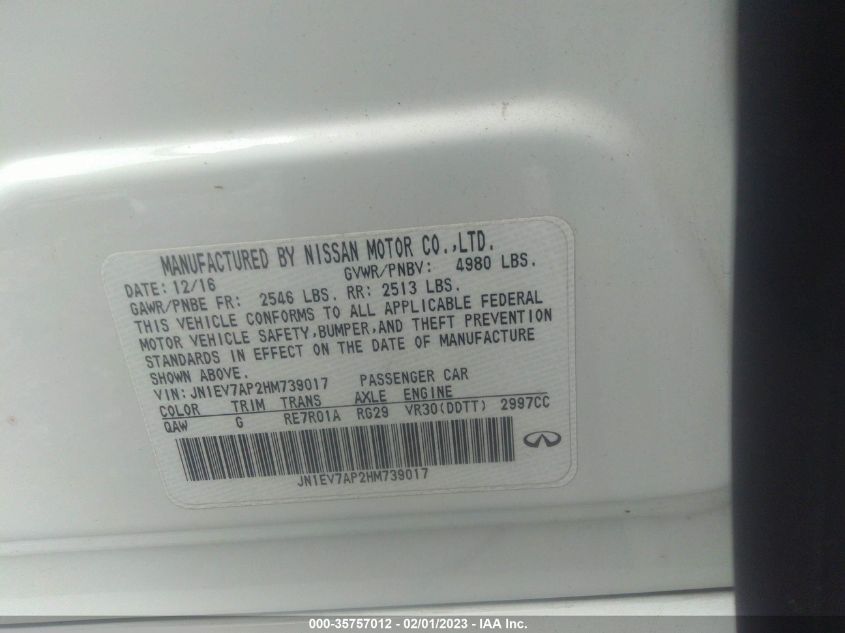 MANUFACTURED BY NISSAN MOTOR CO.,LTD.
DATE: 12/16 GVWR/PNBV: 4980 LBS.
GAWR/PNBE FR: 2546 LBS. RR: 2513 LBS.
THIS VEHICLE CONFORMS TO ALL APPLICABLE FEDERAL
MOTOR VEHICLE SAFETY,BUMPER,AND THEFT PREVENTION
STANDARDS IN EFFECT ON THE DATE OF MANUFACTURE
SHOWN ABOVE.
VIN: JN1EV7AP2HM739017 PASSENGER CAR
COLOR TRIM TRANS AXLE ENGINE
QAW G RE7R01A RG29 VR30(DDTT) 2997CC
JN1EV7AP2HM739017
000-35757012 - 02/01/2023 - IAA Inc.